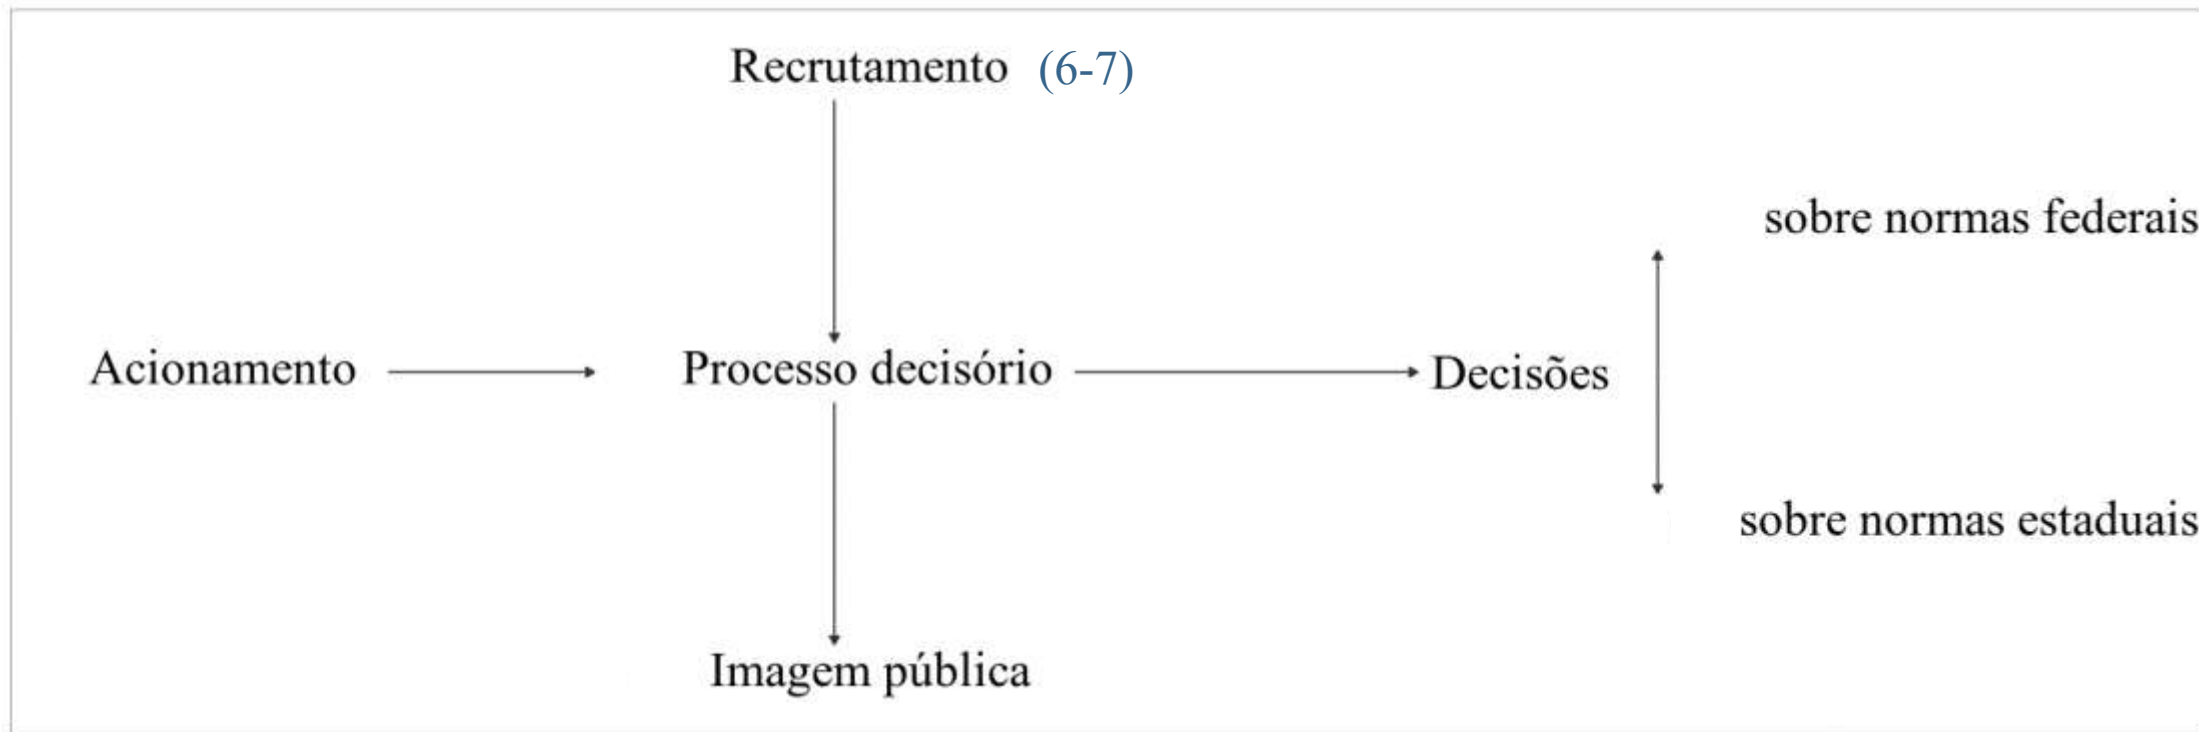 Recrutamento (6-7)
sobre normas federais
Acionamento
Processo decisório
Decisões
sobre normas estaduais
Imagem pública